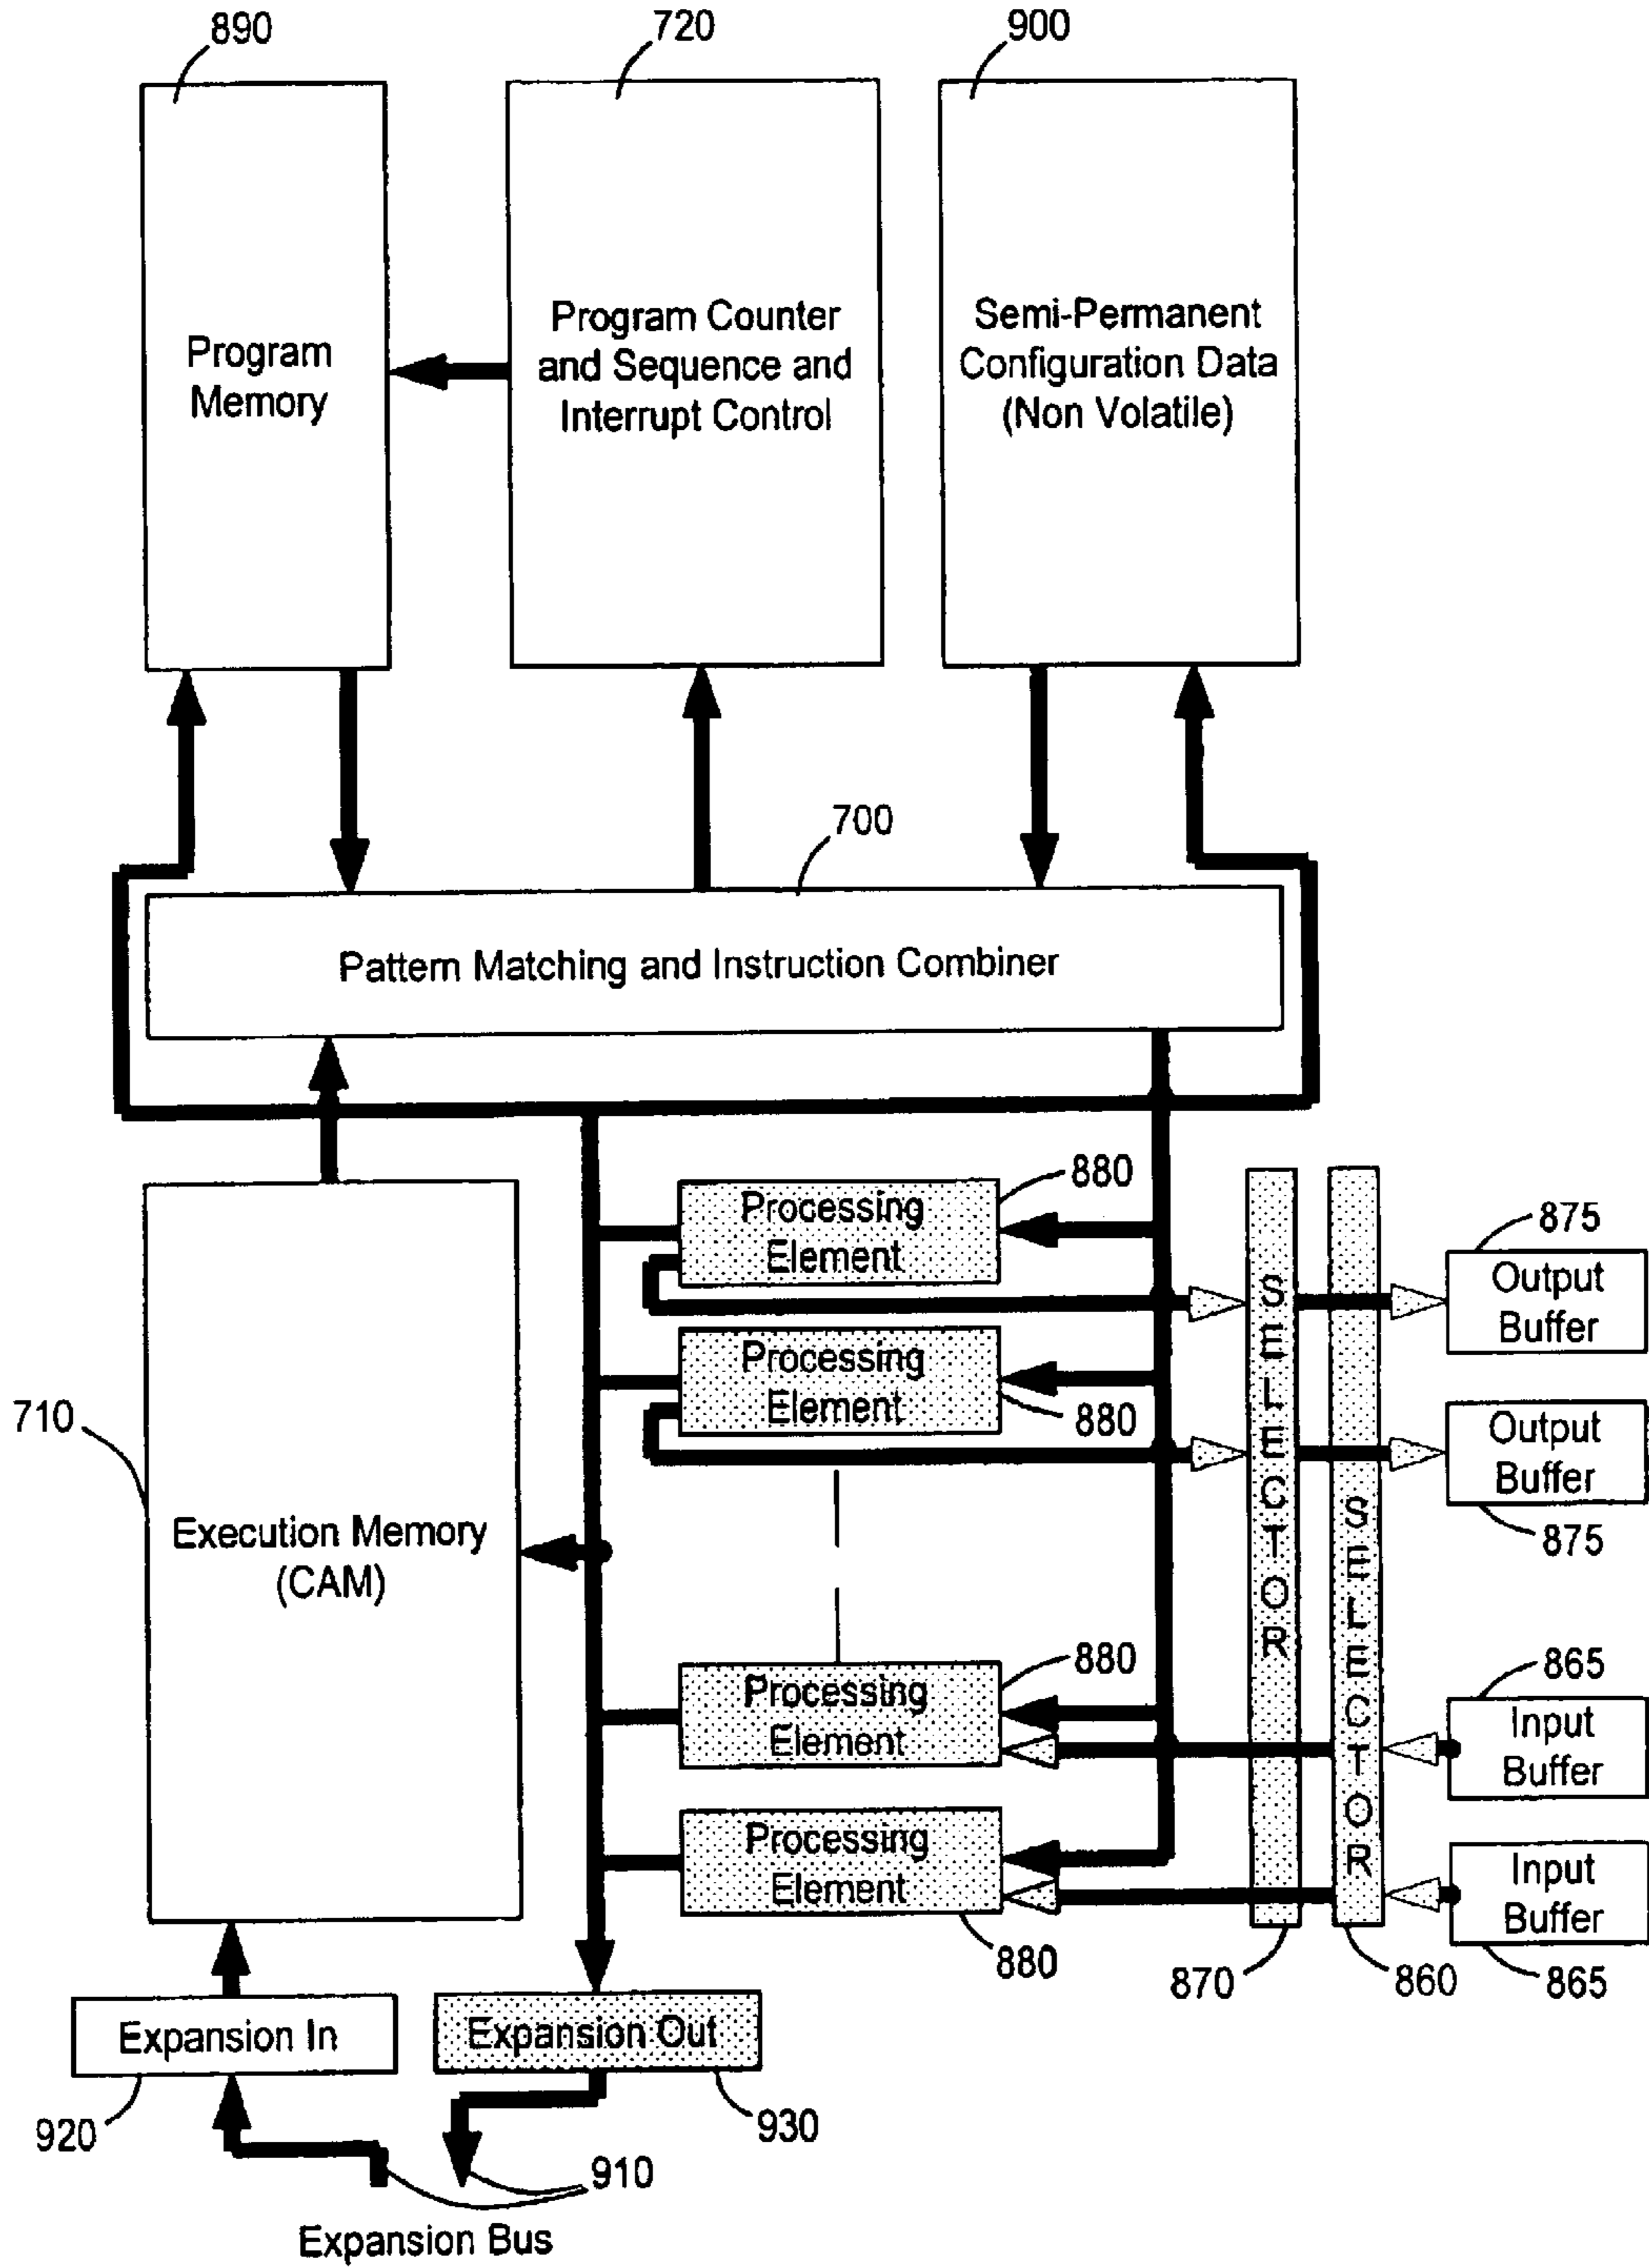 890
720
900
Program
Memory
Program Counter
and Sequence and
Interrupt Control
Semi-Permanent
Configuration Data
(Non Volatile)
700
Pattern Matching and Instruction Combiner
880
Processing
Element
875
Output
Buffer
Processing
Element
880
710
Output
Buffer
875
Execution Memory
(CAM)
SELECTOR
SELECTOR
880
Processing
Element
865
Input
Buffer
Processing
Element
880
Input
Buffer
865
870
860
Expansion In
Expansion Out
920
930
910
Expansion Bus